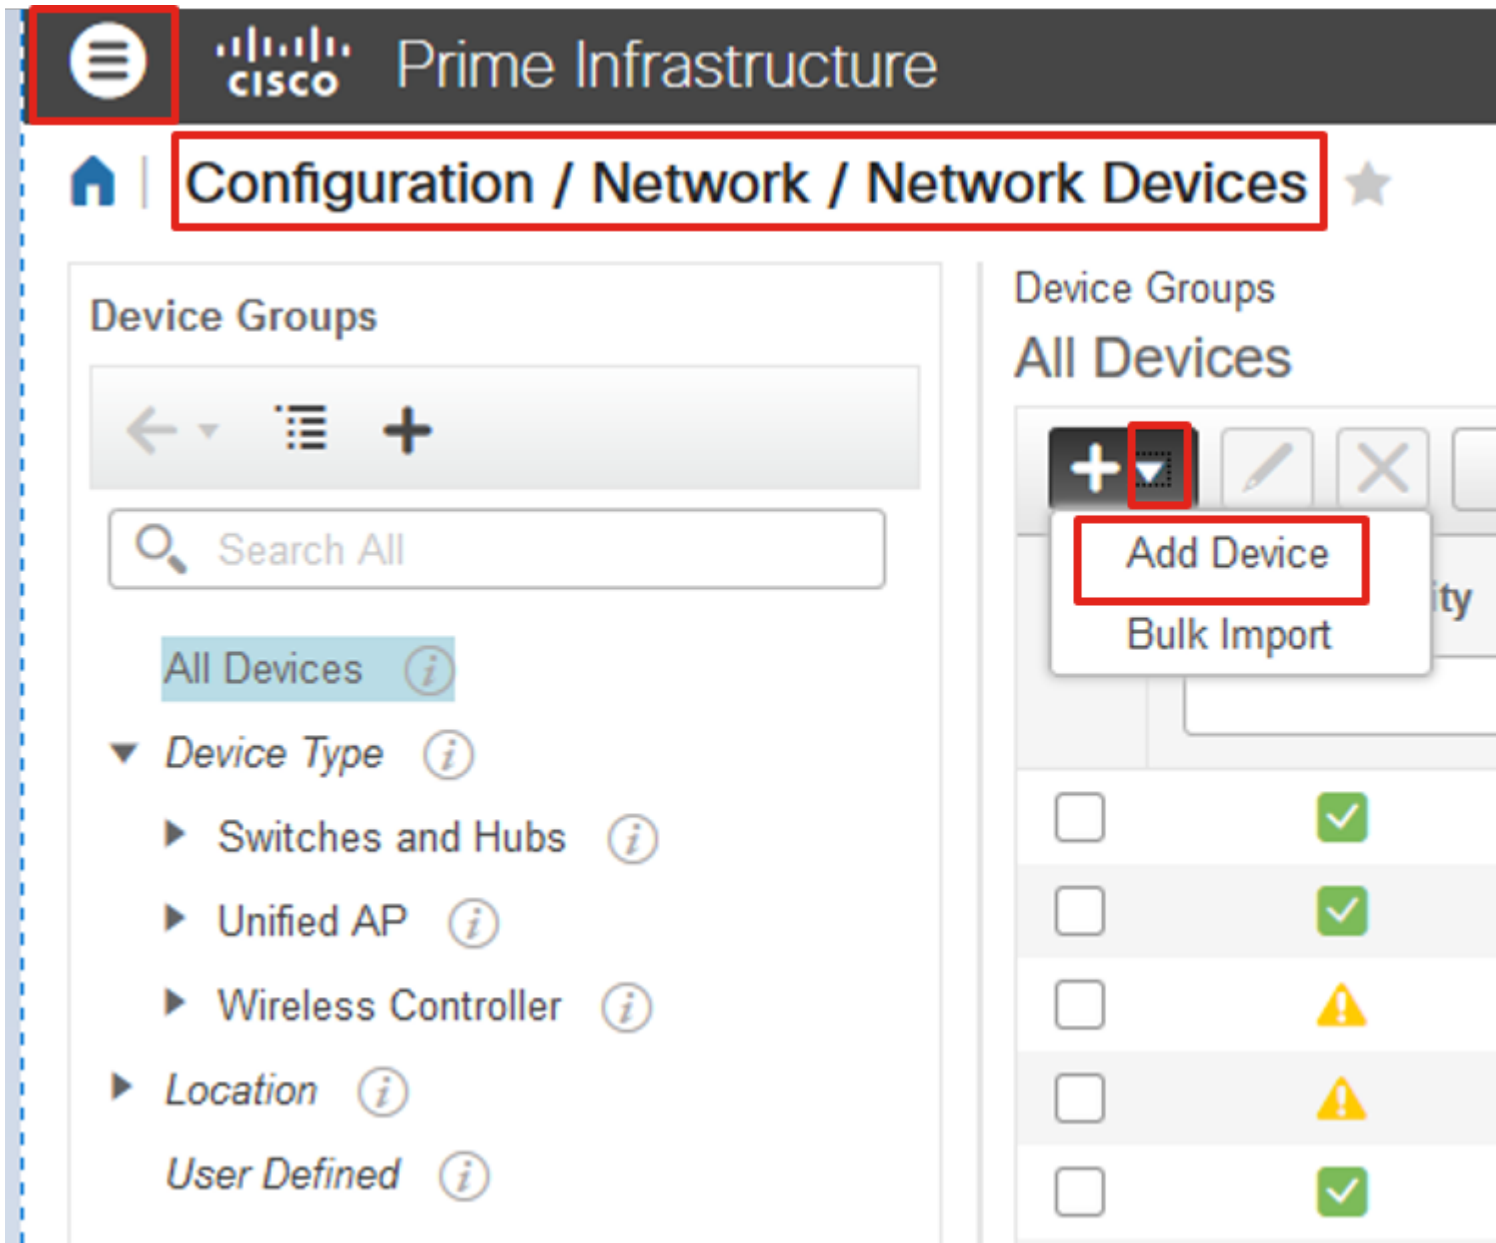 CISCO Prime Infrastructure
Configuration / Network / Network Devices
Device Groups
Search All
All Devices
Device Type
Switches and Hubs
Unified AP
Wireless Controller
Location
User Defined
Device Groups
All Devices
Add Device
Bulk Import
ity